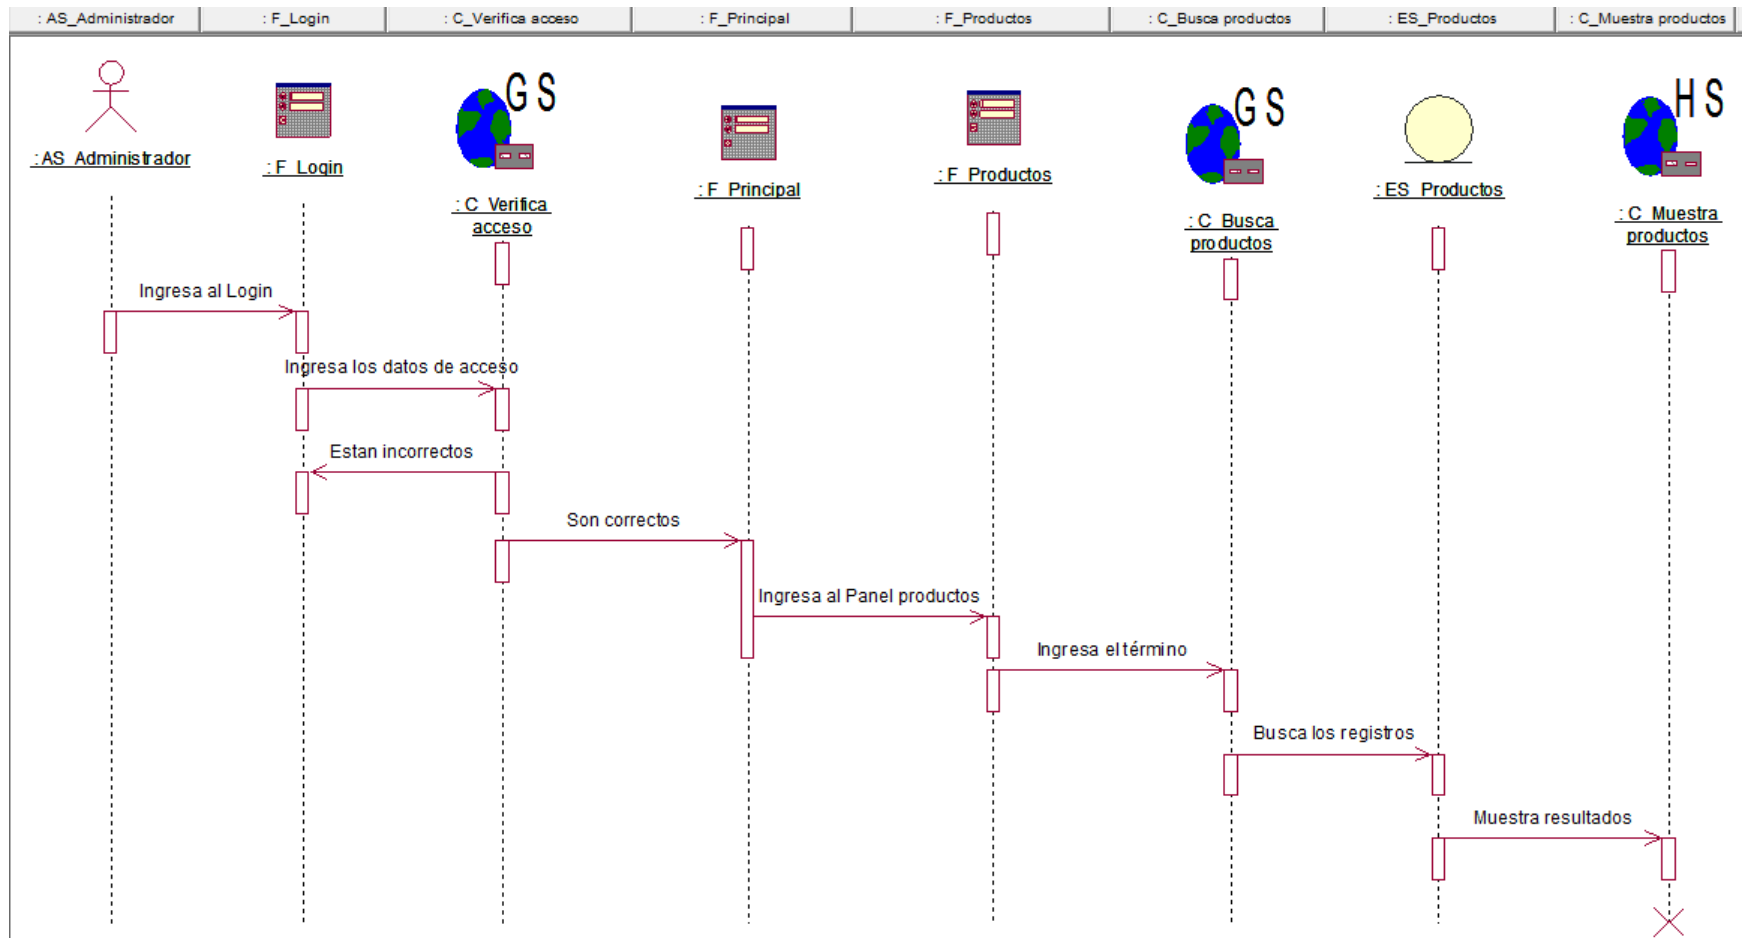 : AS_Administrador
: F_Login
: C_Verifica acceso
: F_Principal
: F_Productos
: C_Busca productos
: ES_Productos
: C_Muestra productos
G S
: AS_Administrador
: F_Login
: C_Verifica
acceso
: F_Principal
: F_Productos
G S
: C_Busca
productos
: ES_Productos
H S
: C_Muestra
productos
Ingresa al Login
Ingresa los datos de acceso
Estan incorrectos
Son correctos
Ingresa al Panel productos
Ingresa el término
Busca los registros
Muestra resultados